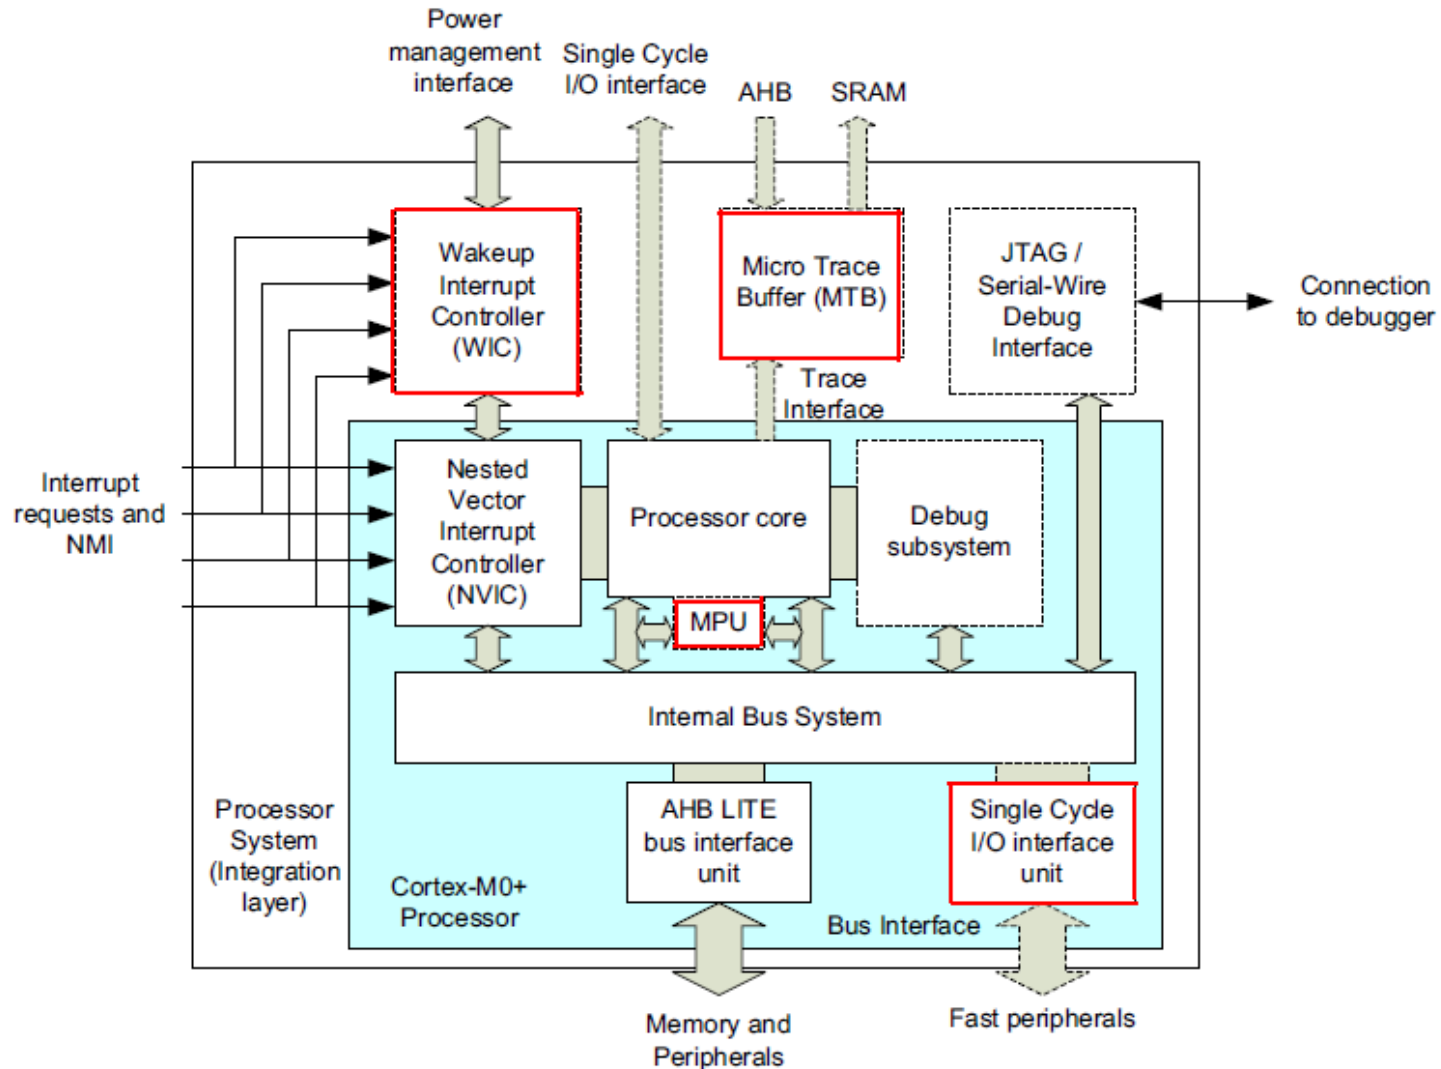 Power
management
interface
Single Cycle
I/O interface
AHB
SRAM
Wakeup
Interrupt
Controller
(WIC)
Micro Trace
Buffer (MTB)
JTAG /
Serial-Wire
Debug
Interface
Connection
to debugger
Trace
Interface
Interrupt
requests and
NMI
Nested
Vector
Interrupt
Controller
(NVIC)
Processor core
Debug
subsystem
MPU
Internal Bus System
Processor
System
(Integration
layer)
AHB LITE
bus interface
unit
Single Cycle
I/O interface
unit
Cortex-M0+
Processor
Bus Interface
Memory and
Peripherals
Fast peripherals